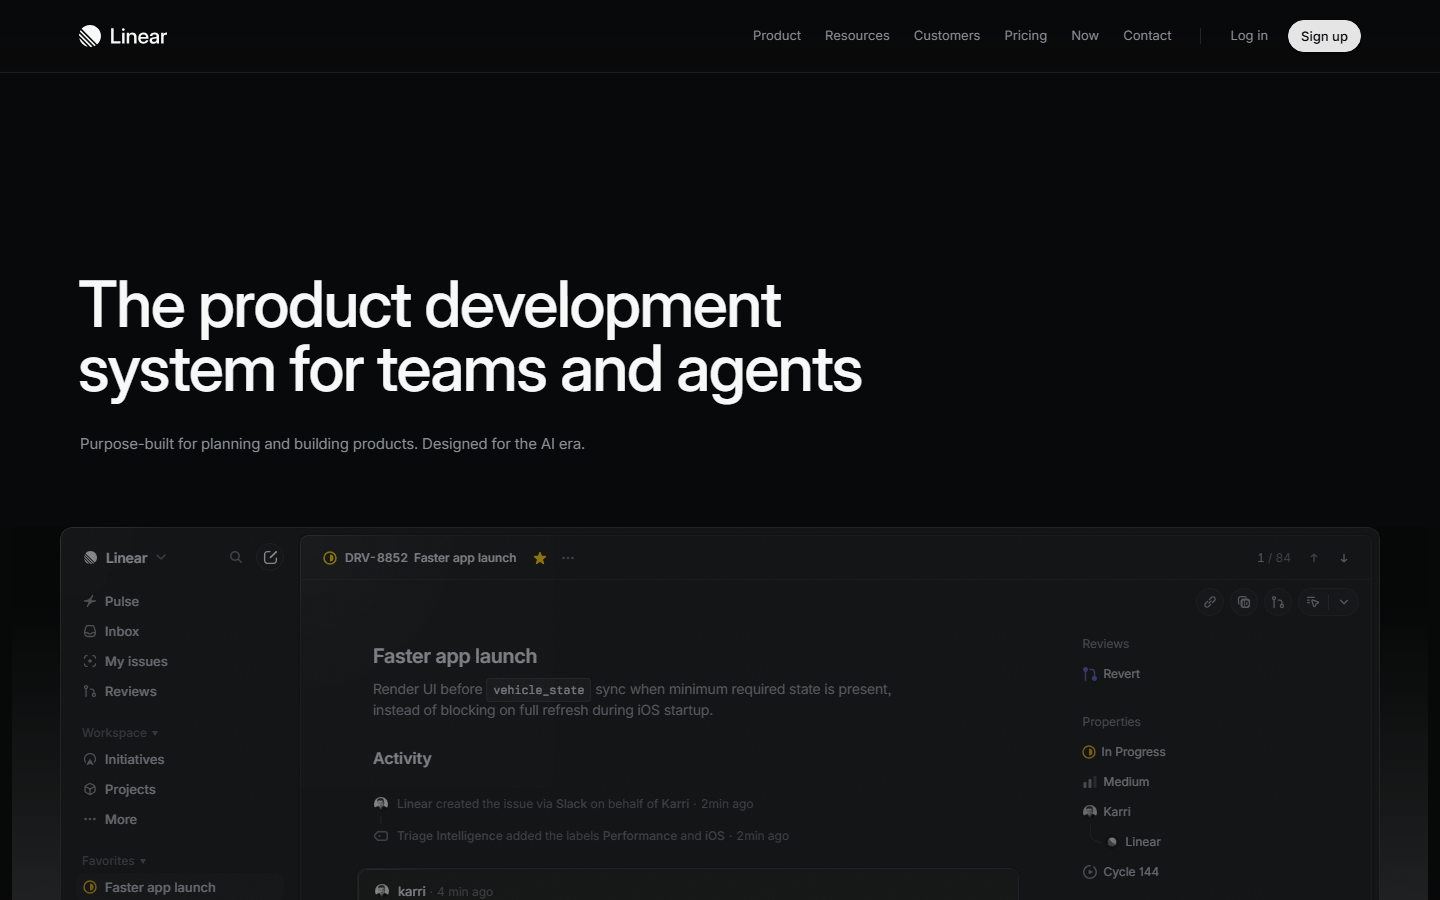 Linear
Product Resources Customers Pricing Now Contact Log in Sign up
The product development
system for teams and agents
Purpose-built for planning and building products. Designed for the AI era.
Linear
Pulse
Inbox
My issues
Reviews
Workspace
Initiatives
Projects
More
Favorites
Faster app launch
DRV-8852 Faster app launch
1 / 84
Faster app launch
Render UI before vehicle_state sync when minimum required state is present,
instead of blocking on full refresh during iOS startup.
Activity
Linear created the issue via Slack on behalf of Karri · 2min ago
Triage Intelligence added the labels Performance and iOS · 2min ago
karri · 4 min ago
Reviews
Revert
Properties
In Progress
Medium
Karri
Linear
Cycle 144